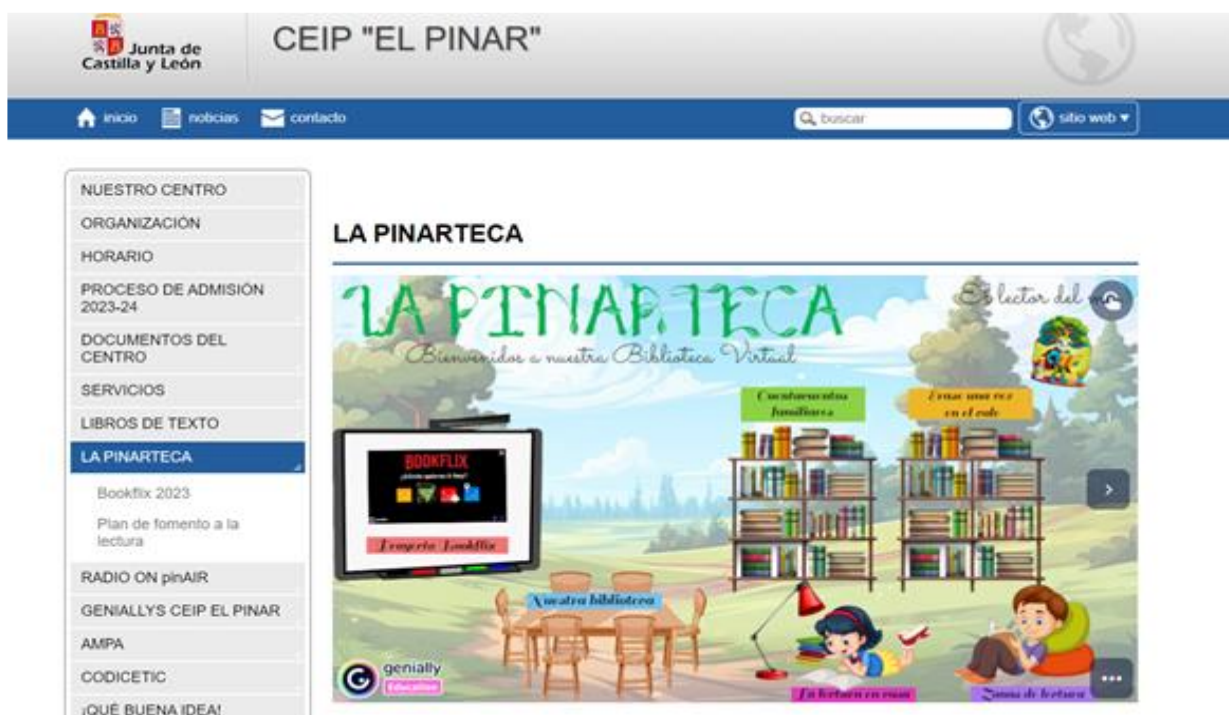 Junta de
Castilla y León
CEIP "EL PINAR"
inicio
noticias
contacto
buscar
sitio web
NUESTRO CENTRO
ORGANIZACIÓN
HORARIO
PROCESO DE ADMISIÓN
2023-24
DOCUMENTOS DEL
CENTRO
SERVICIOS
LIBROS DE TEXTO
LA PINARTECA
Bookflix 2023
Plan de fomento a la
lectura
RADIO ON pinAIR
GENIALLYS CEIP EL PINAR
AMPA
CODICETIC
¡QUÉ BUENA IDEA!
LA PINARTECA
LA PINARTECA
Bienvenidos a nuestra Biblioteca Virtual
El lector del
Cuentacuentos
familiares
Érase una vez
en el cole
BOOKFLIX
Proyecto Bookflix
Nuestra biblioteca
genially
Education
La lectura en casa
Zona de lectura